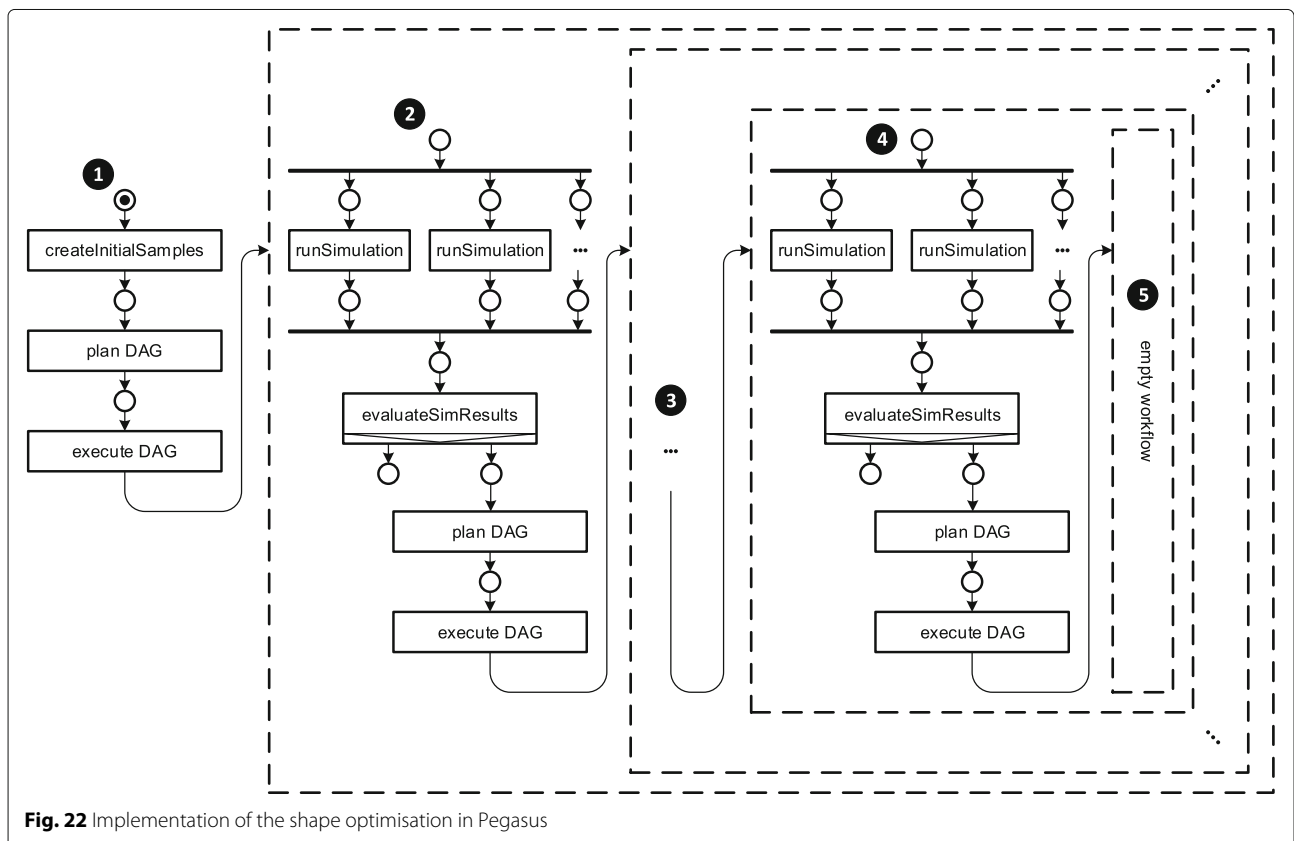 1
createInitialSamples
plan DAG
execute DAG
2
runSimulation
runSimulation
...
evaluateSimResults
plan DAG
execute DAG
3
...
4
runSimulation
runSimulation
...
evaluateSimResults
plan DAG
execute DAG
5
empty workflow
Fig. 22 Implementation of the shape optimisation in Pegasus